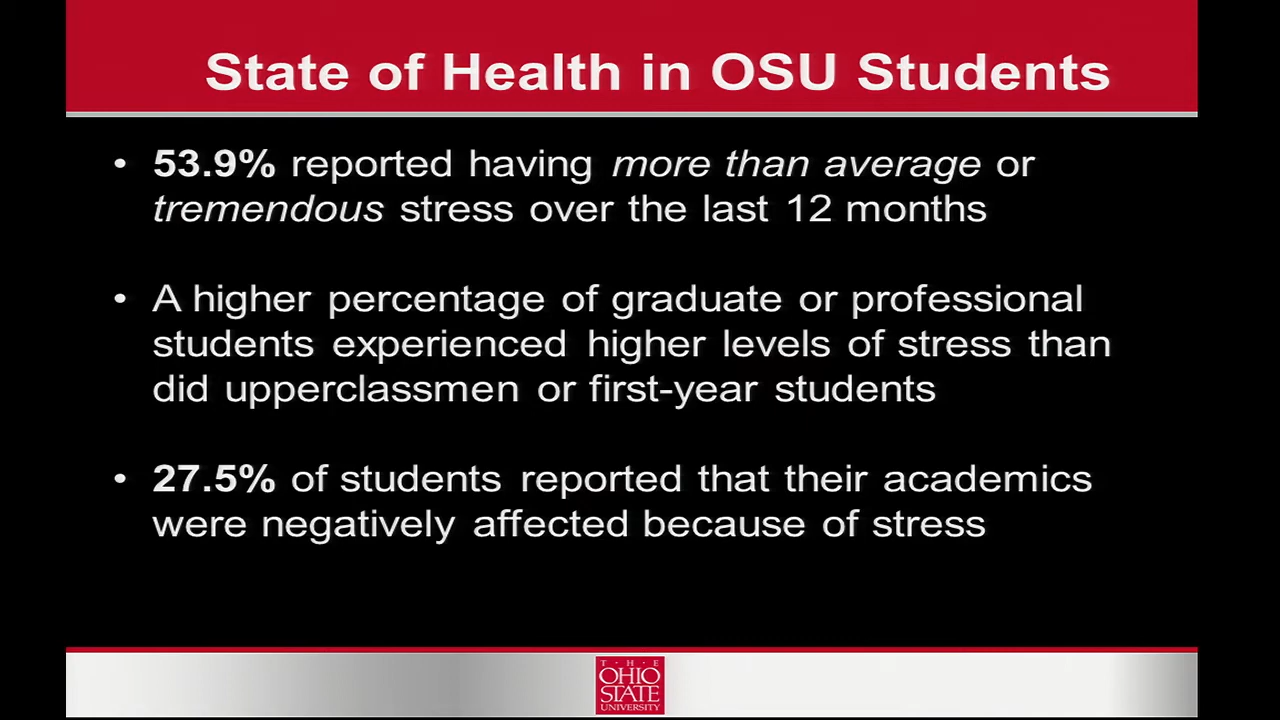 State of Health in OSU Students
• 53.9% reported having more than average or
tremendous stress over the last 12 months
• A higher percentage of graduate or professional
students experienced higher levels of stress than
did upperclassmen or first-year students
• 27.5% of students reported that their academics
were negatively affected because of stress
T · H · E
OHIO
STATE
UNIVERSITY